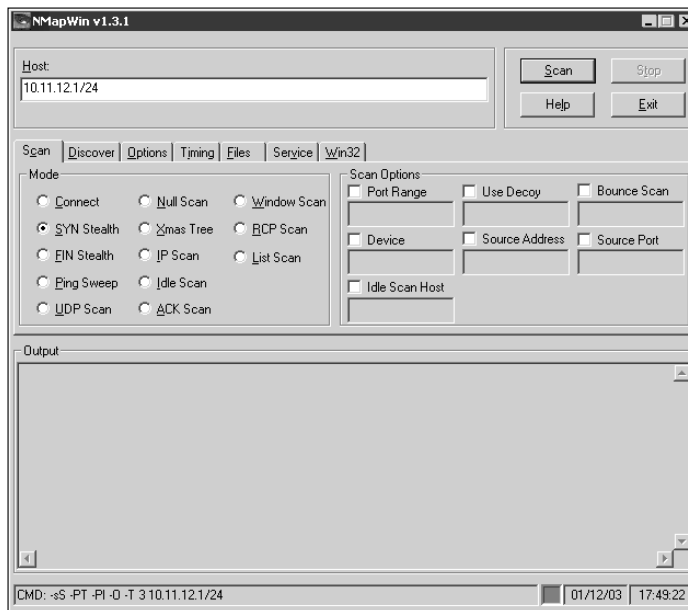 NMapWin v1.3.1
Host:
10.11.12.1/24
Scan
Stop
Help
Exit
Scan Discover Options Timing Files Service Win32
Mode
Connect Null Scan Window Scan
SYN Stealth Xmas Tree RCP Scan
FIN Stealth IP Scan List Scan
Ping Sweep Idle Scan
UDP Scan ACK Scan
Scan Options
Port Range Use Decoy Bounce Scan
Device Source Address Source Port
Idle Scan Host
Output
CMD: -sS -PT -PI -O -T 3 10.11.12.1/24
01/12/03 17:49:22